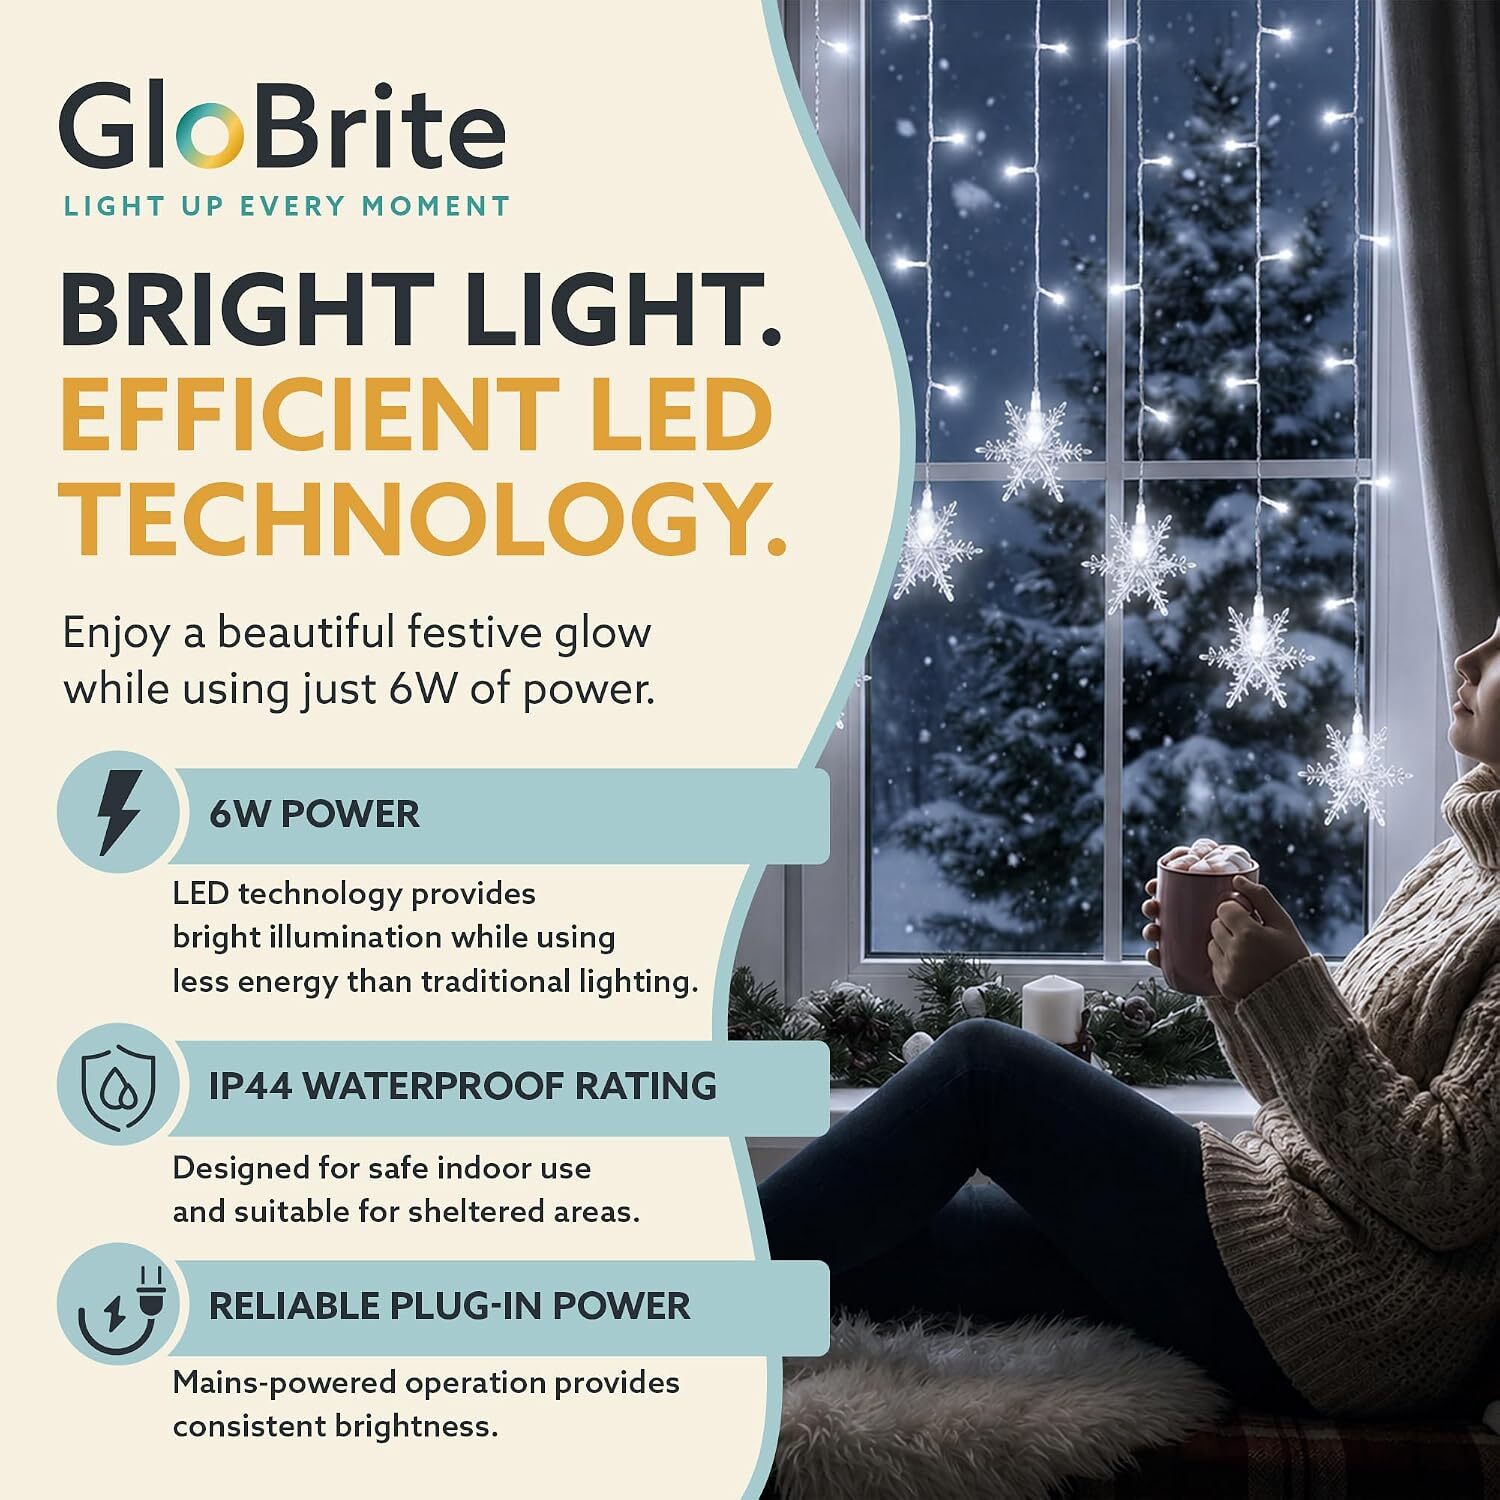 GloBrite
LIGHT UP EVERY MOMENT
BRIGHT LIGHT.
EFFICIENT LED
TECHNOLOGY.
Enjoy a beautiful festive glow
while using just 6W of power.
6W POWER
LED technology provides
bright illumination while using
less energy than traditional lighting.
IP44 WATERPROOF RATING
Designed for safe indoor use
and suitable for sheltered areas.
RELIABLE PLUG-IN POWER
Mains-powered operation provides
consistent brightness.